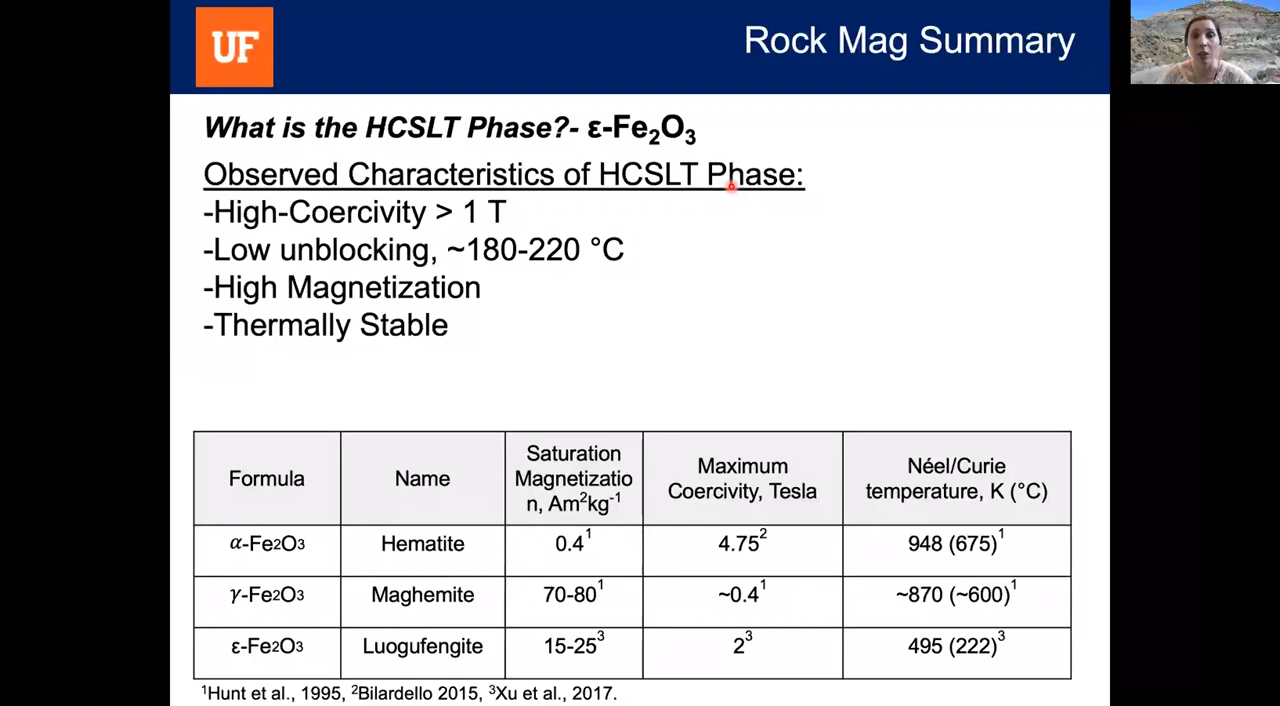 UF
Rock Mag Summary
What is the HCSLT Phase?- ε-Fe₂O₃
Observed Characteristics of HCSLT Phase:
-High-Coercivity > 1 T
-Low unblocking, ~180-220 °C
-High Magnetization
-Thermally Stable
Formula Name Saturation Magnetizatio n, Am²kg⁻¹ Maximum Coercivity, Tesla Néel/Curie temperature, K (°C)
α-Fe2O3 Hematite 0.4¹ 4.75² 948 (675)¹
γ-Fe2O3 Maghemite 70-80¹ ~0.4¹ ~870 (~600)¹
ε-Fe2O3 Luogufengite 15-25³ 2³ 495 (222)³
¹Hunt et al., 1995, ²Bilardello 2015, ³Xu et al., 2017.